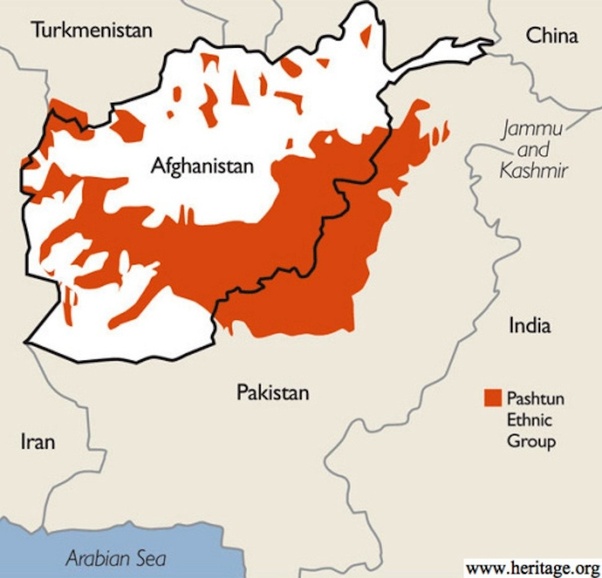 Turkmenistan
China
Jammu
and
Kashmir
Afghanistan
India
Pakistan
Pashtun
Ethnic
Group
Iran
Arabian Sea
www.heritage.org